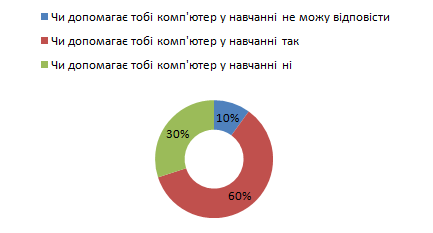 Чи допомагає тобі комп'ютер у навчанні не можу відповісти
Чи допомагає тобі комп'ютер у навчанні так
Чи допомагає тобі комп'ютер у навчанні ні
10%
30%
60%